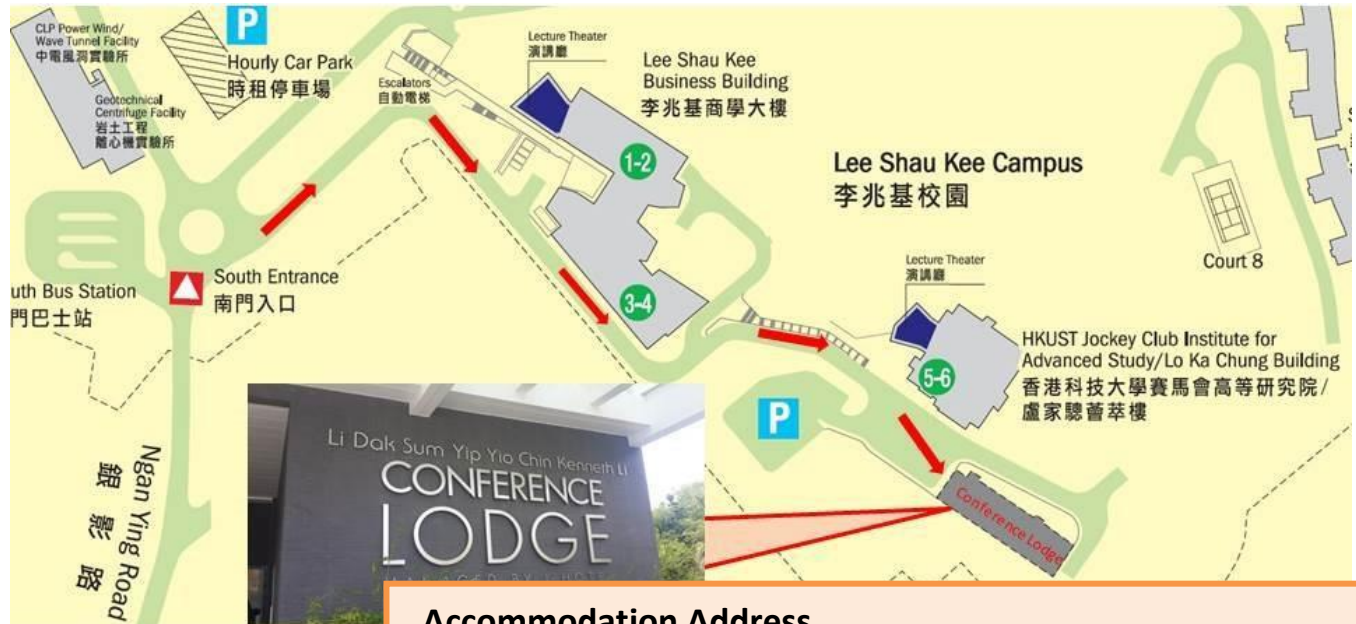 CLP Power Wind/
Wave Tunnel Facility
中電風洞實驗所
Geotechnical
Centrifuge Facility
岩土工程
離心機實驗所
P
Hourly Car Park
時租停車場
Escalators
自動電梯
Lecture Theater
演講廳
Lee Shau Kee
Business Building
李兆基商學大樓
1-2
3-4
Lee Shau Kee Campus
李兆基校園
Court 8
South Entrance
南門入口
uth Bus Station
門巴士站
Lecture Theater
演講廳
5-6
HKUST Jockey Club Institute for
Advanced Study/Lo Ka Chung Building
香港科技大學賽馬會高等研究院/
盧家驄薈萃樓
P
Conference Lodge
Ngan Ying Road
銀影路
Li Dak Sum Yip Yio Chin Kenneth Li
CONFERENCE
LODGE
Accommodation Address